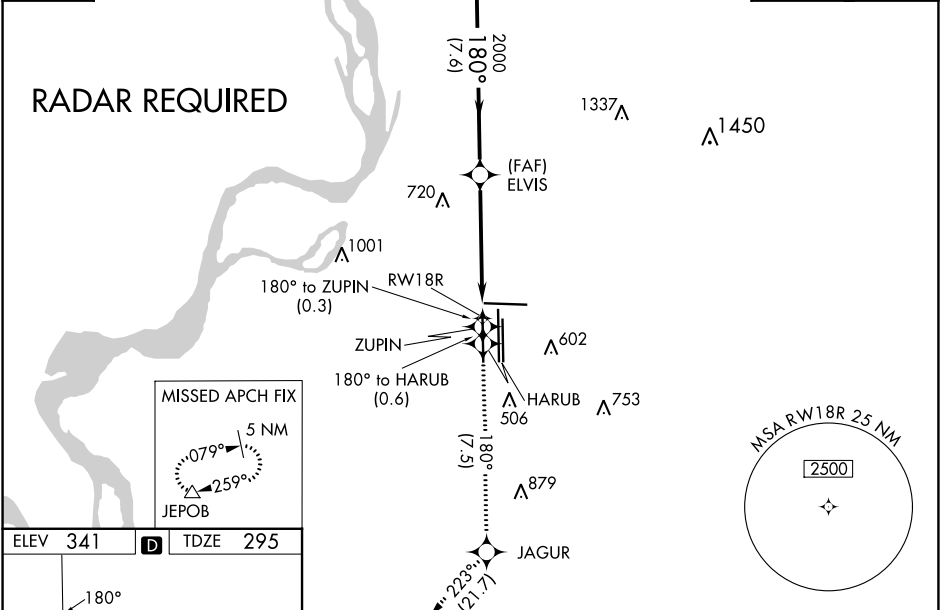 2000
180°
(7.6)
RADAR REQUIRED
1337
1450
(FAF)
ELVIS
720
1001
180° to ZUPIN
(0.3)
RW18R
ZUPIN
602
180° to HARUB
(0.6)
HARUB
506
753
MISSED APCH FIX
5 NM
079°
259°
JEPOB
180°
(7.5)
MSA RW18R 25 NM
2500
879
ELEV 341 D TDZE 295
JAGUR
180°
223°
(21.7)